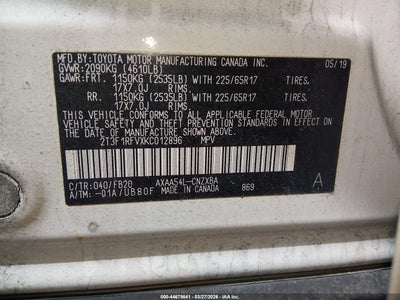 MFD.BY: TOYOTA MOTOR MANUFACTURING CANADA INC. 05/19
GVWR: 2090KG (4610LB)
GAWR: FRT. 1150KG (2535LB) WITH 225/65R17 TIRES.
17X7.0J RIMS.
RR. 1150KG (2535LB) WITH 225/65R17 TIRES.
17X7.0J RIMS.
THIS VEHICLE CONFORMS TO ALL APPLICABLE FEDERAL MOTOR
VEHICLE SAFETY AND THEFT PREVENTION STANDARDS IN
EFFECT ON THE DATE OF MANUFACTURE SHOWN ABOVE.
2T3F1RFVXKC012896 MPV
C/TR: 040/FB20 AXAA54L-CNZXBA
A/TM: -01A/UB80F MADE IN CANADA 869
A
OWNER: 44679841 - 03/27/2026 - IAA INC.